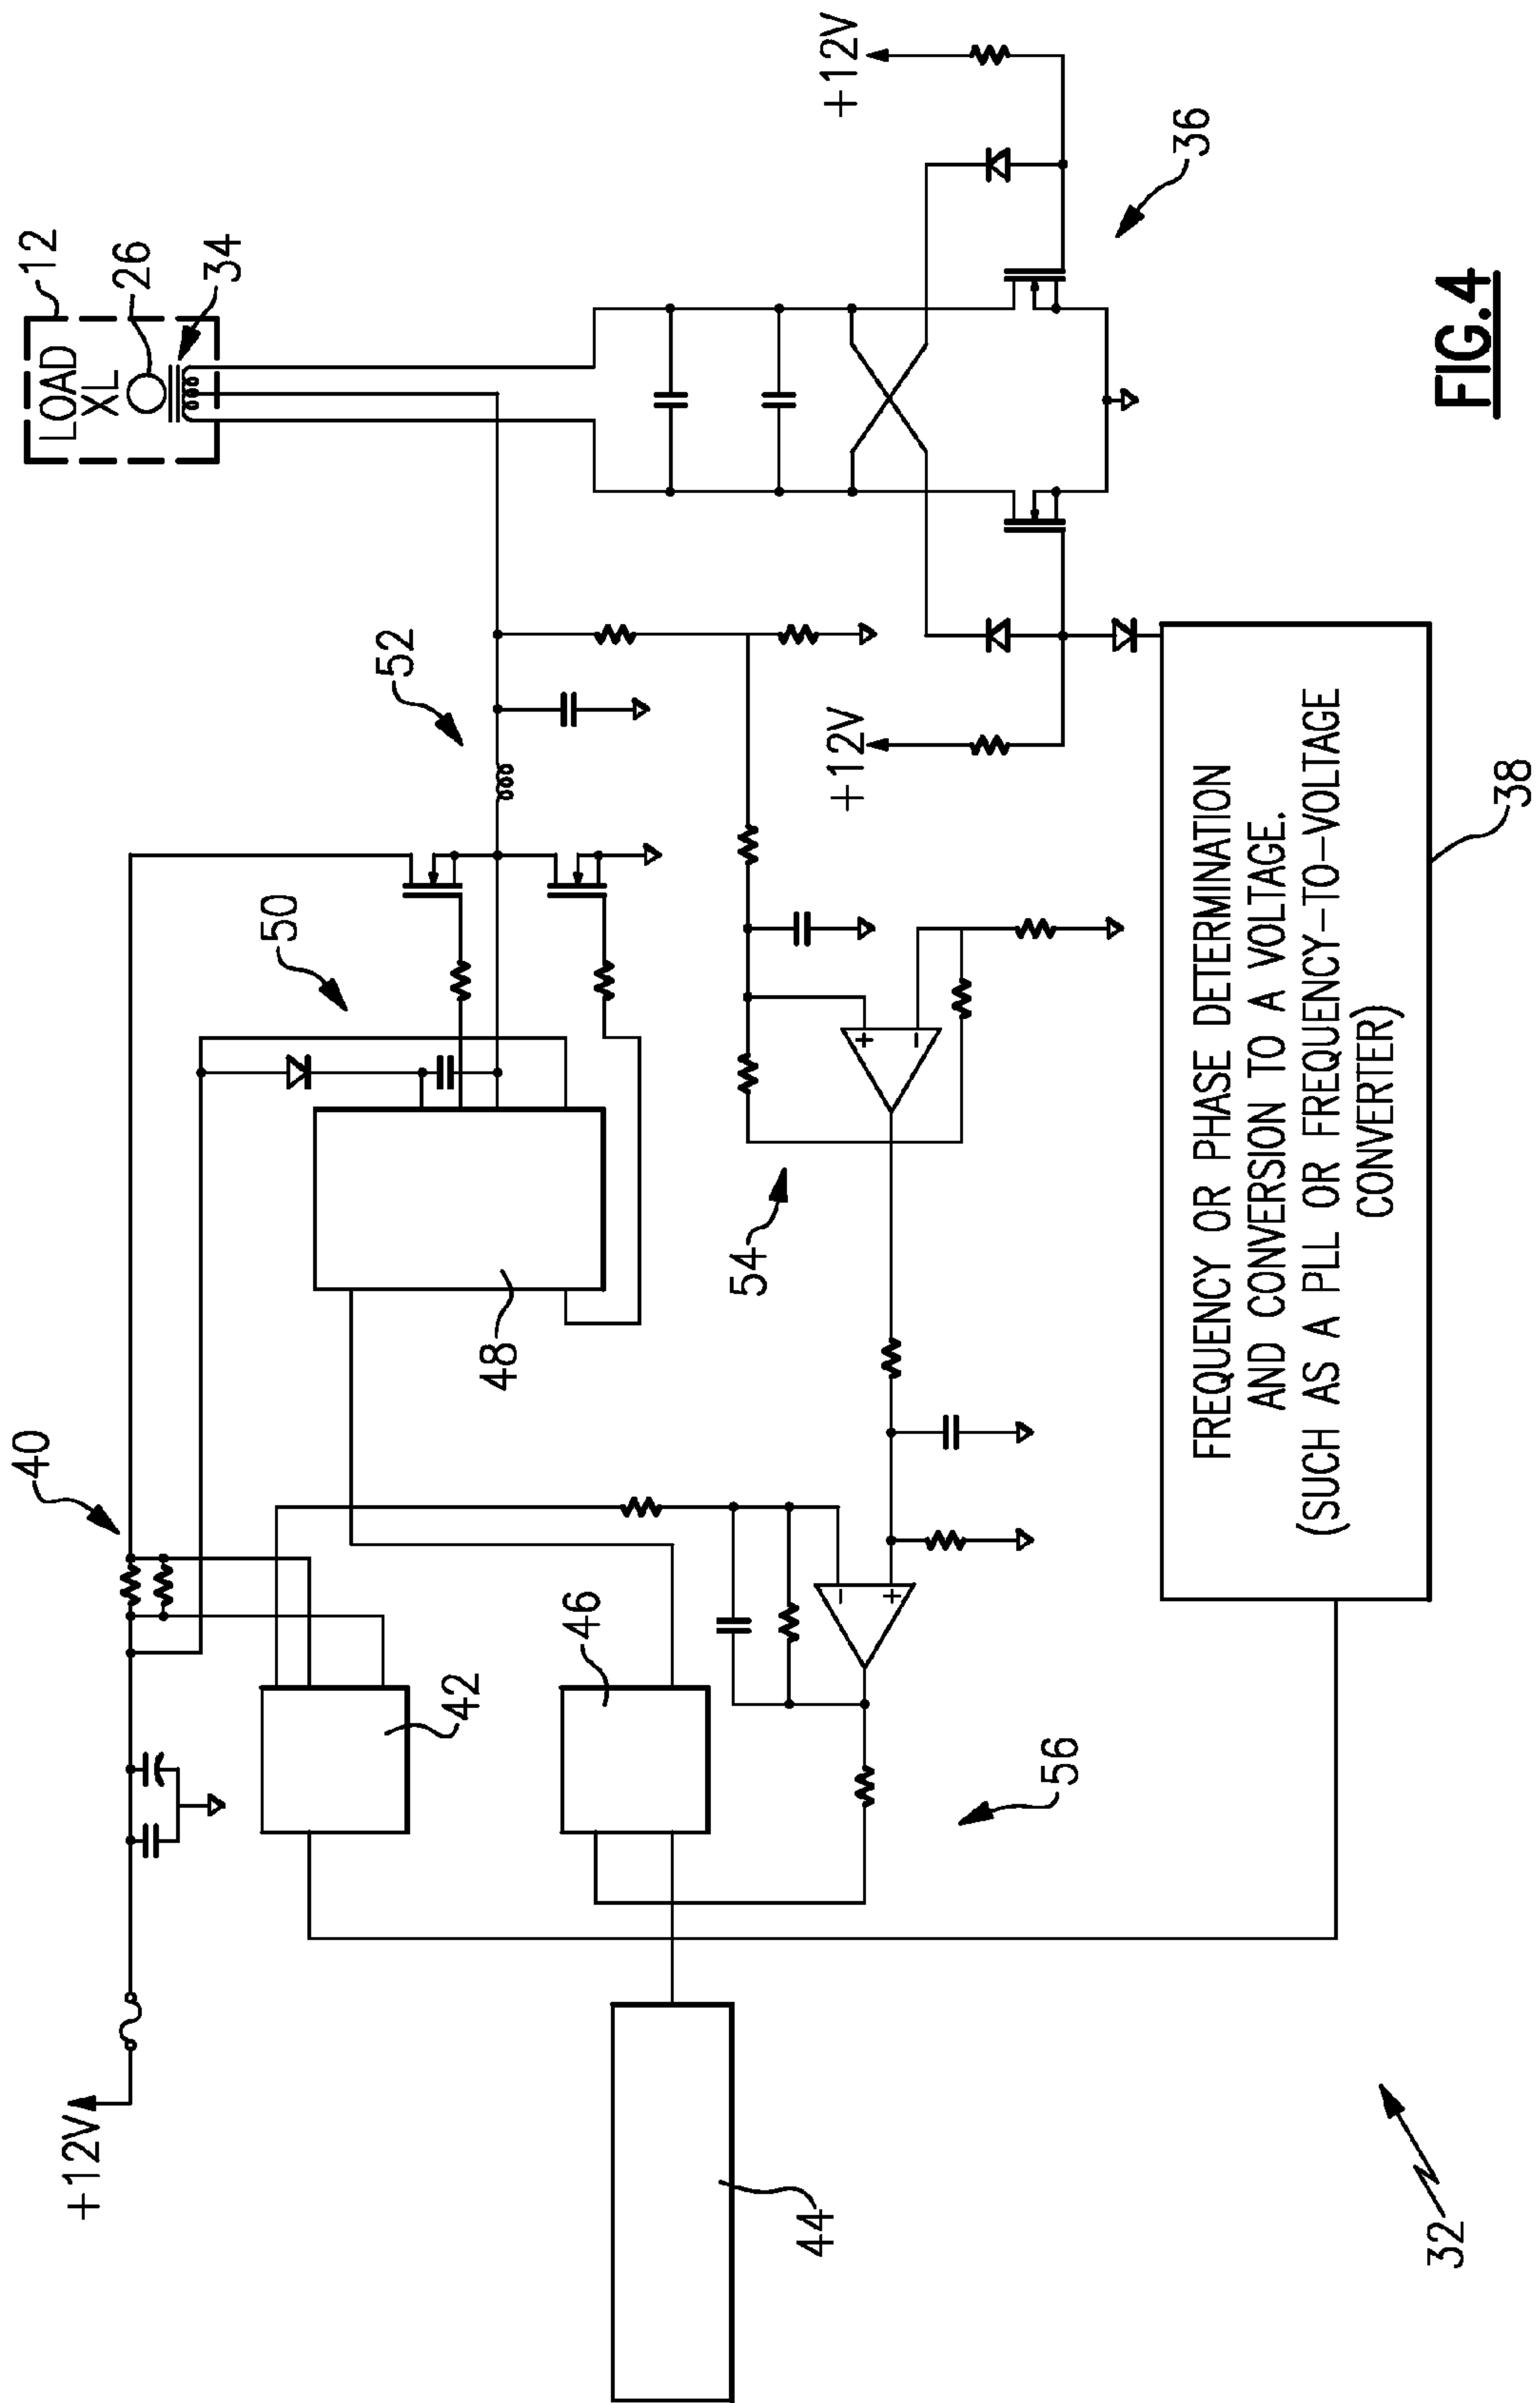 +12V
40
42
44
46
48
50
52
54
56
LOAD
XL
12
26
34
+12V
+12V
36
FREQUENCY OR PHASE DETERMINATION
AND CONVERSION TO A VOLTAGE.
(SUCH AS A PLL OR FREQUENCY-TO-VOLTAGE
CONVERTER)
38
32
+
-
-
+
FIG.4